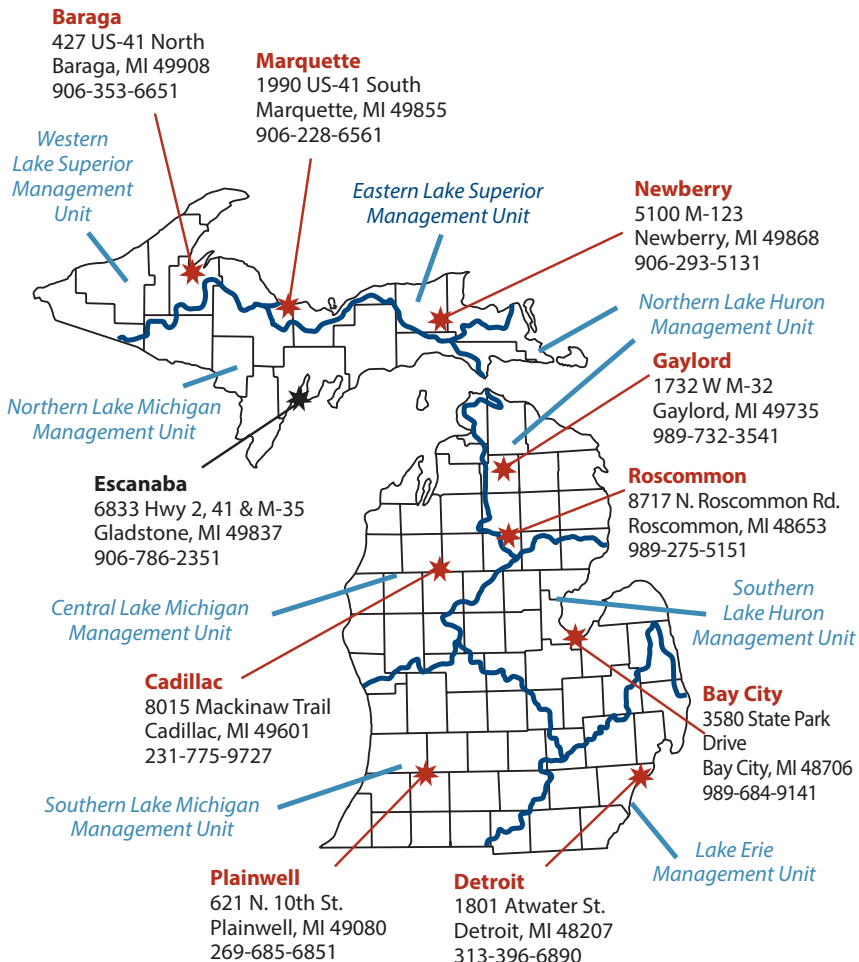 Baraga
427 US-41 North
Baraga, MI 49908
906-353-6651
Marquette
1990 US-41 South
Marquette, MI 49855
906-228-6561
Western
Lake Superior
Management
Unit
Eastern Lake Superior
Management Unit
Newberry
5100 M-123
Newberry, MI 49868
906-293-5131
Northern Lake Huron
Management Unit
Gaylord
1732 W M-32
Gaylord, MI 49735
989-732-3541
Northern Lake Michigan
Management Unit
Escanaba
6833 Hwy 2, 41 & M-35
Gladstone, MI 49837
906-786-2351
Roscommon
8717 N. Roscommon Rd.
Roscommon, MI 48653
989-275-5151
Central Lake Michigan
Management Unit
Southern
Lake Huron
Management Unit
Cadillac
8015 Mackinaw Trail
Cadillac, MI 49601
231-775-9727
Bay City
3580 State Park
Drive
Bay City, MI 48706
989-684-9141
Southern Lake Michigan
Management Unit
Lake Erie
Management Unit
Plainwell
621 N. 10th St.
Plainwell, MI 49080
269-685-6851
Detroit
1801 Atwater St.
Detroit, MI 48207
313-396-6890